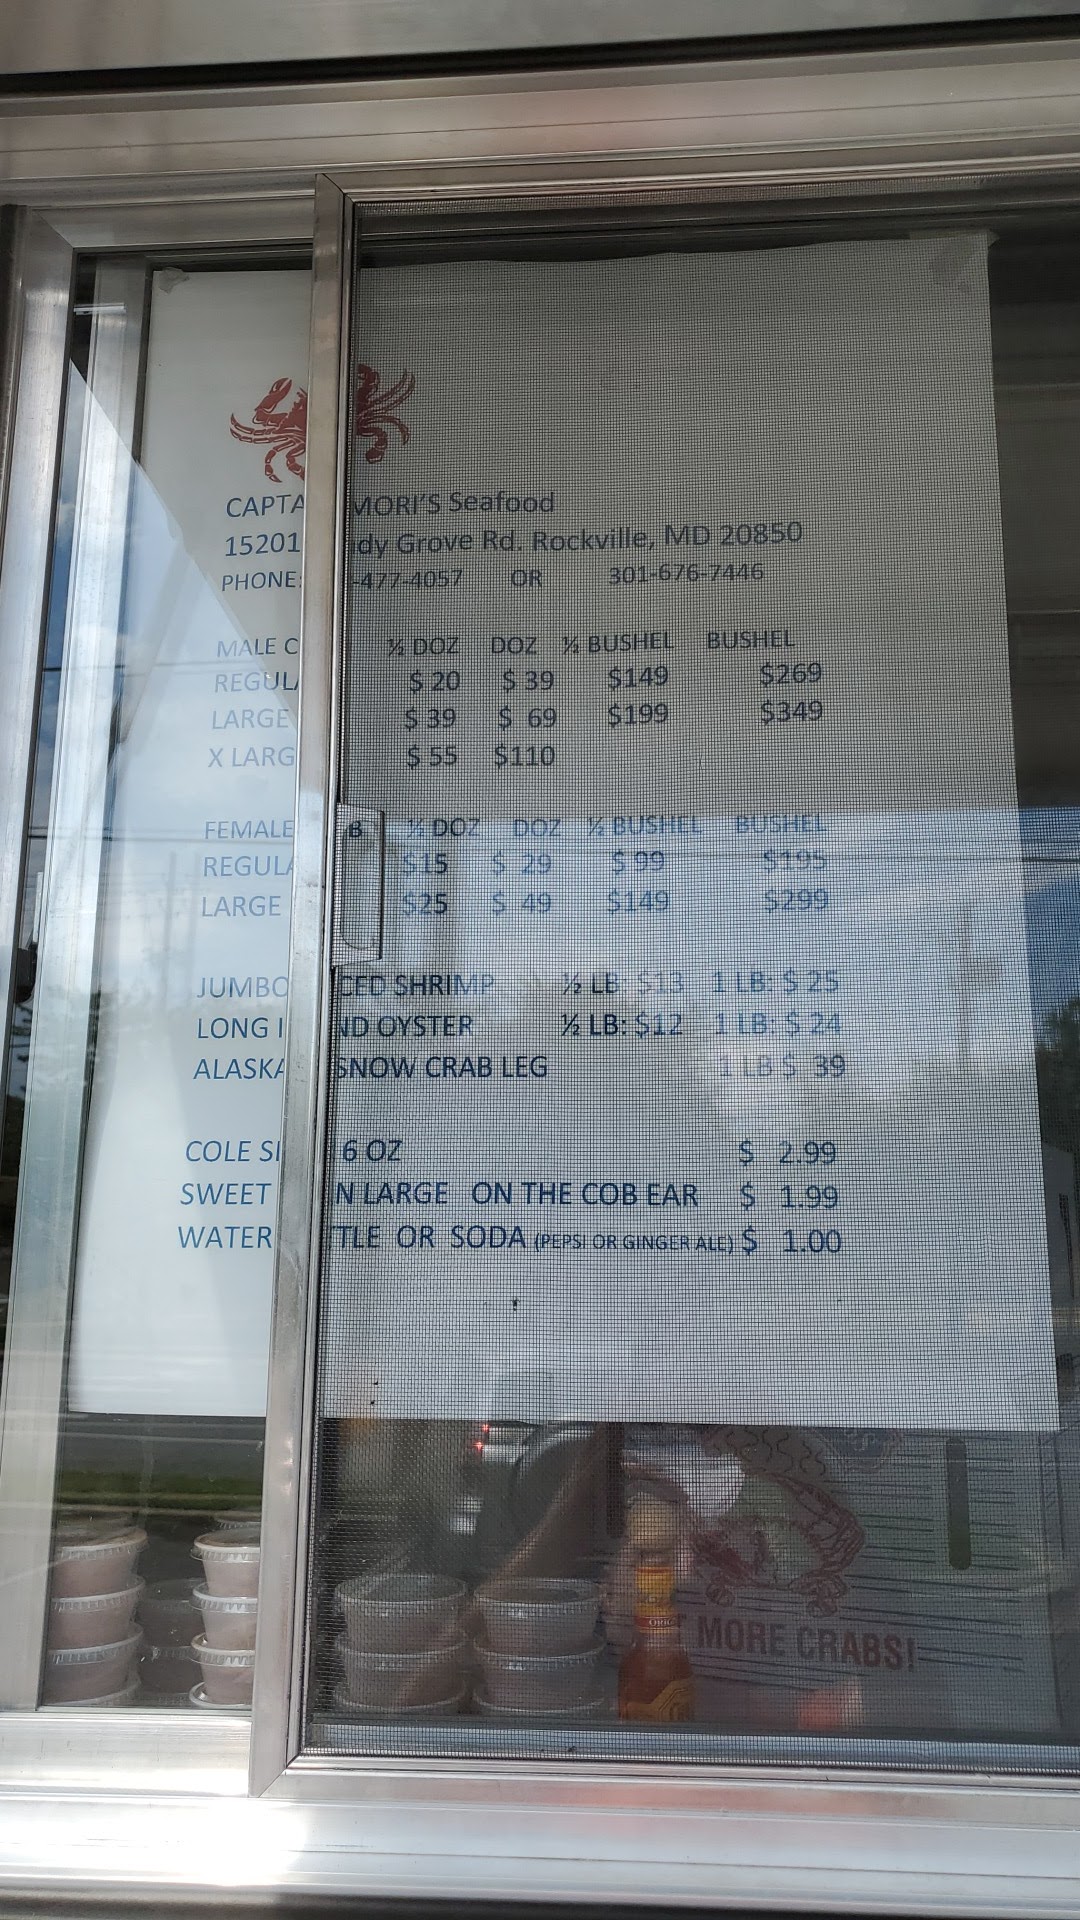 CAPTA MORI'S Seafood
15201 dy Grove Rd. Rockville, MD 20850
PHONE: -477-4057 OR 301-676-7446
MALE C ½ DOZ DOZ ½ BUSHEL BUSHEL
REGULA $ 20 $ 39 $149 $269
LARGE $ 39 $ 69 $199 $349
X LARG $ 55 $110
FEMALE B ½ DOZ DOZ ½ BUSHEL BUSHEL
REGULA $15 $ 29 $ 99 $195
LARGE $25 $ 49 $149 $299
JUMBO CED SHRIMP ½ LB: $13 1 LB: $ 25
LONG I ND OYSTER ½ LB: $12 1 LB: $ 24
ALASKA SNOW CRAB LEG 1 LB $ 39
COLE Sl 6 OZ $ 2.99
SWEET N LARGE ON THE COB EAR $ 1.99
WATER TLE OR SODA (PEPSI OR GINGER ALE) $ 1.00
MORE CRABS!